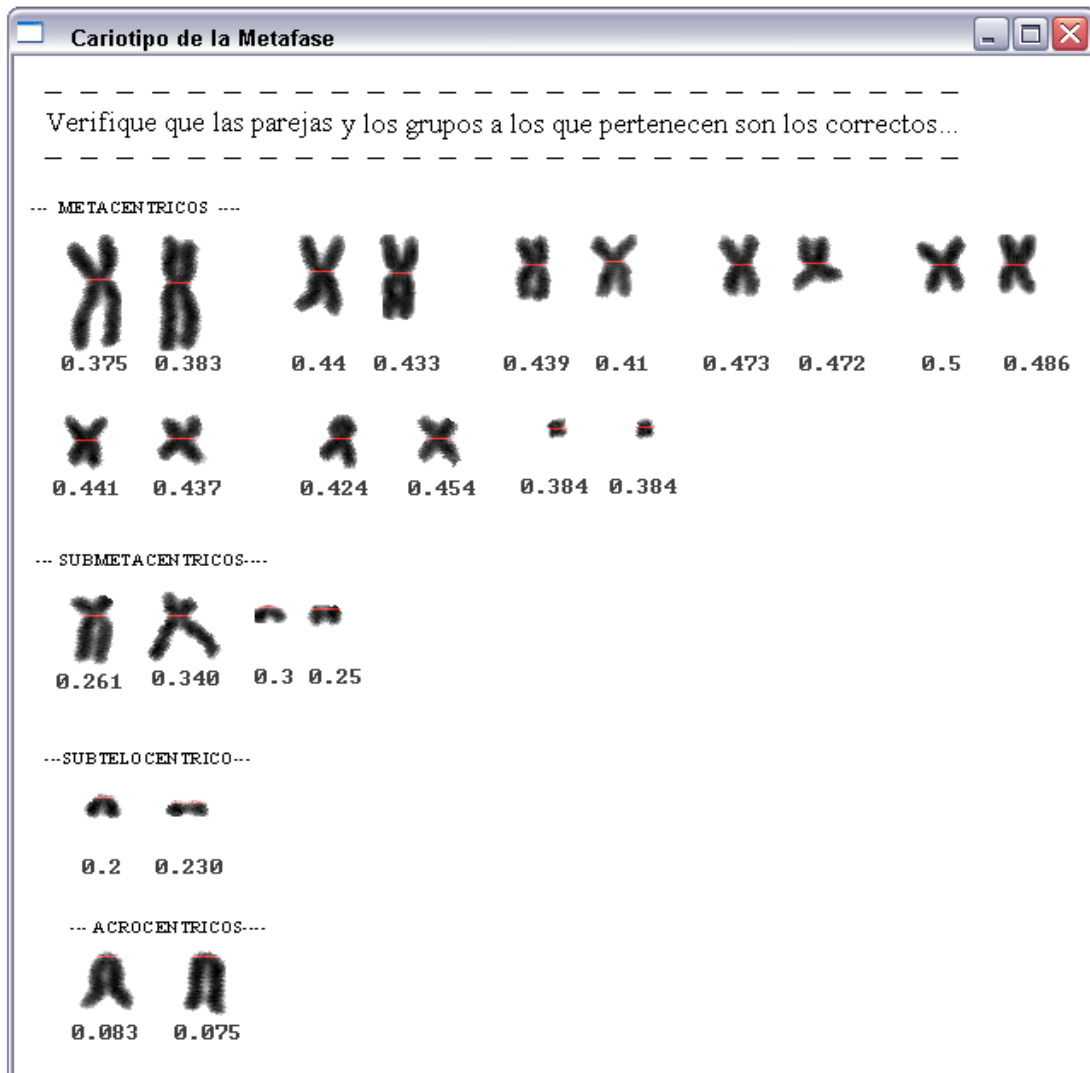 Cariotipo de la Metafase
Verifique que las parejas y los grupos a los que pertenecen son los correctos...
--- METACENTRICOS ----
0.375 0.383 0.44 0.433 0.439 0.41 0.473 0.472 0.5 0.486
0.441 0.437 0.424 0.454 0.384 0.384
--- SUBMETACENTRICOS----
0.261 0.340 0.3 0.25
---SUBTELOCENTRICO---
0.2 0.230
--- ACROCENTRICOS----
0.083 0.075